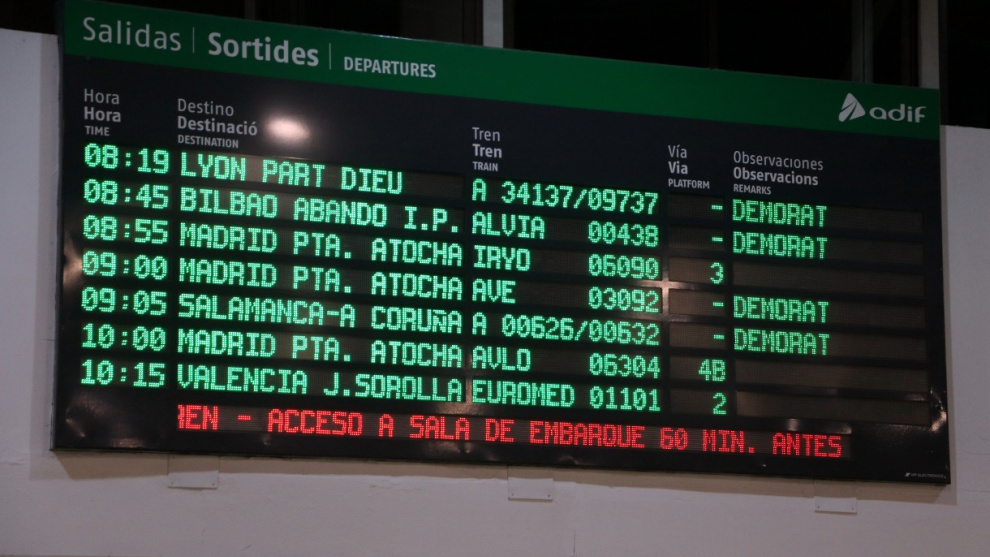 Salidas | Sortides | DEPARTURES
adif
Hora Destino Tren Vía Observaciones
Hora Destinació Tren Via Observacions
TIME DESTINATION TRAIN PLATFORM REMARKS
08:19 LYON PART DIEU A 34137/09737 - DEMORAT
08:45 BILBAO ABANDO I.P. ALVIA 00438 - DEMORAT
08:55 MADRID PTA. ATOCHA IRYO 06090 3
09:00 MADRID PTA. ATOCHA AVE 03092 - DEMORAT
09:05 SALAMANCA-A CORUÑA A 00626/00632 - DEMORAT
10:00 MADRID PTA. ATOCHA AVLO 06304 4B
10:15 VALENCIA J.SOROLLA EUROMED 01101 2
REN - ACCESO A SALA DE EMBARQUE 60 MIN. ANTES